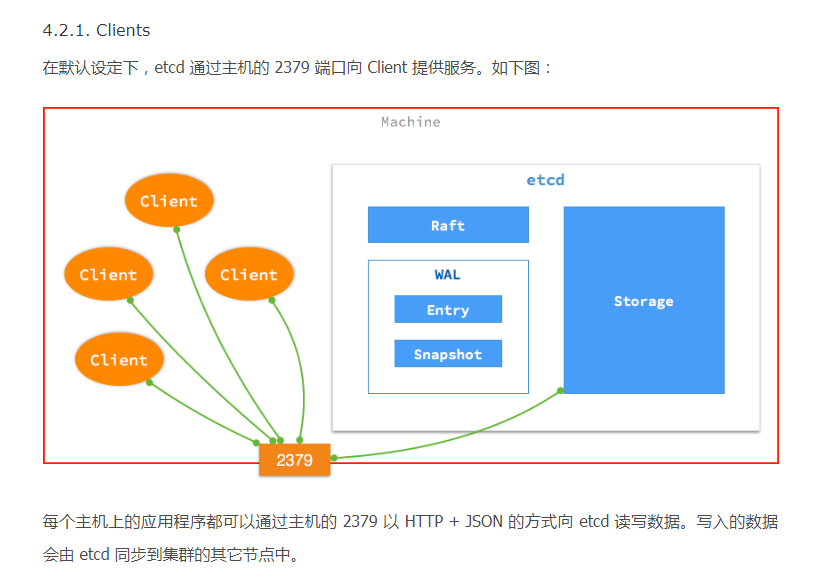 4.2.1. Clients
在默认设定下，etcd 通过主机的 2379 端口向 Client 提供服务。如下图：
Machine
etcd
Client
Raft
WAL
Client
Client
Entry
Storage
Client
Snapshot
2379
每个主机上的应用程序都可以通过主机的 2379 以 HTTP + JSON 的方式向 etcd 读写数据。写入的数据
会由 etcd 同步到集群的其它节点中。